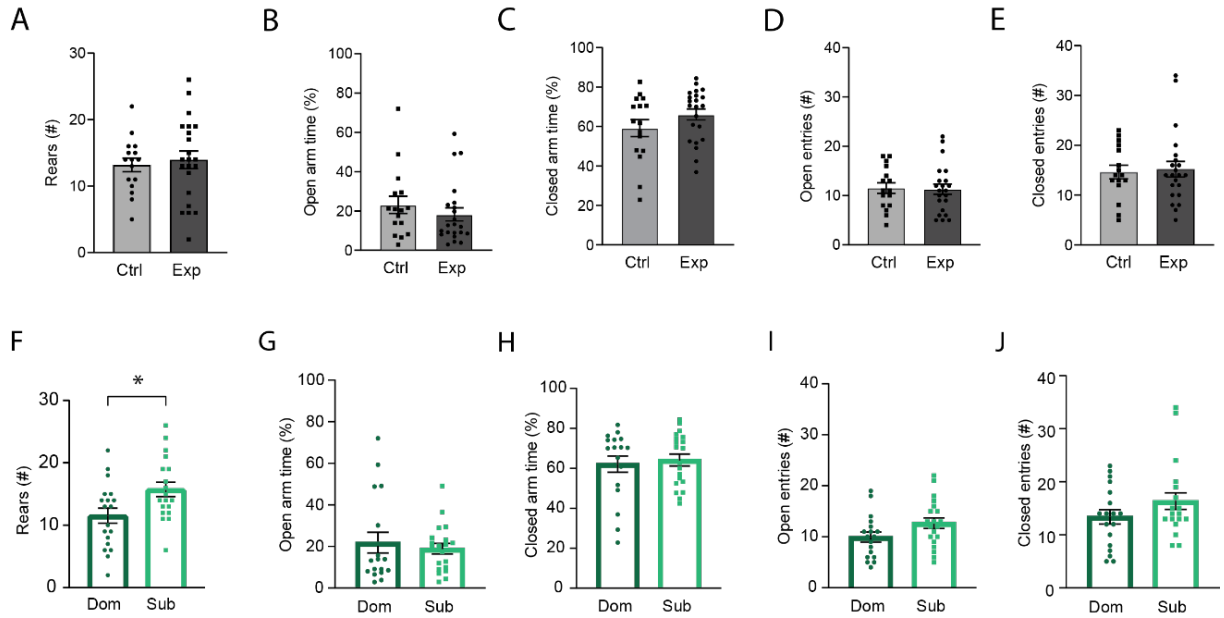 A
Rears (#)
30
20
10
0
Ctrl Exp
B
Open arm time (%)
100
80
60
40
20
0
Ctrl Exp
C
Closed arm time (%)
100
80
60
40
20
0
Ctrl Exp
D
Open entries (#)
40
30
20
10
0
Ctrl Exp
E
Closed entries (#)
40
30
20
10
0
Ctrl Exp
F
Rears (#)
30
20
10
0
*
Dom Sub
G
Open arm time (%)
100
80
60
40
20
0
Dom Sub
H
Closed arm time (%)
100
80
60
40
20
0
Dom Sub
I
Open entries (#)
40
30
20
10
0
Dom Sub
J
Closed entries (#)
40
30
20
10
0
Dom Sub